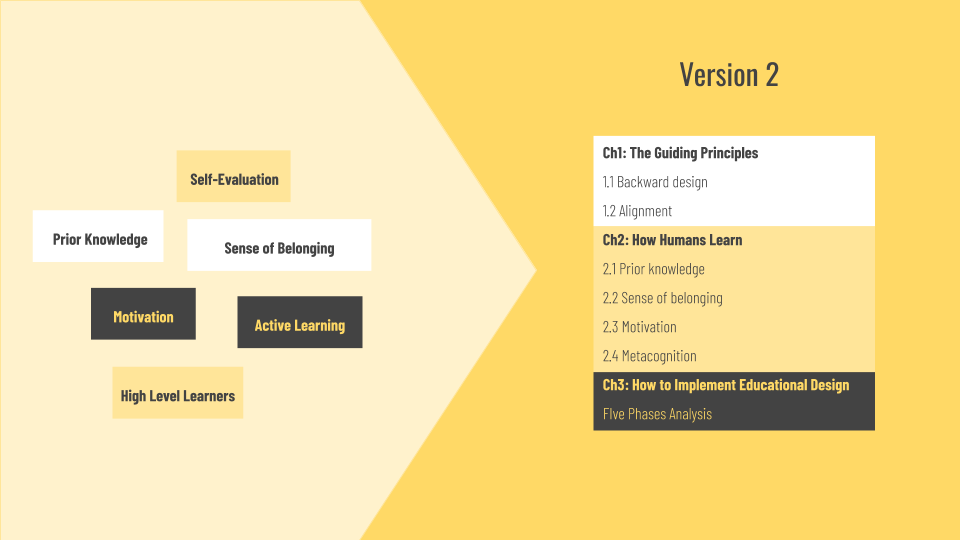 Version 2
Self-Evaluation
Prior Knowledge
Sense of Belonging
Motivation
Active Learning
High Level Learners
Ch1: The Guiding Principles
1.1 Backward design
1.2 Alignment
Ch2: How Humans Learn
2.1 Prior knowledge
2.2 Sense of belonging
2.3 Motivation
2.4 Metacognition
Ch3: How to Implement Educational Design
FIve Phases Analysis